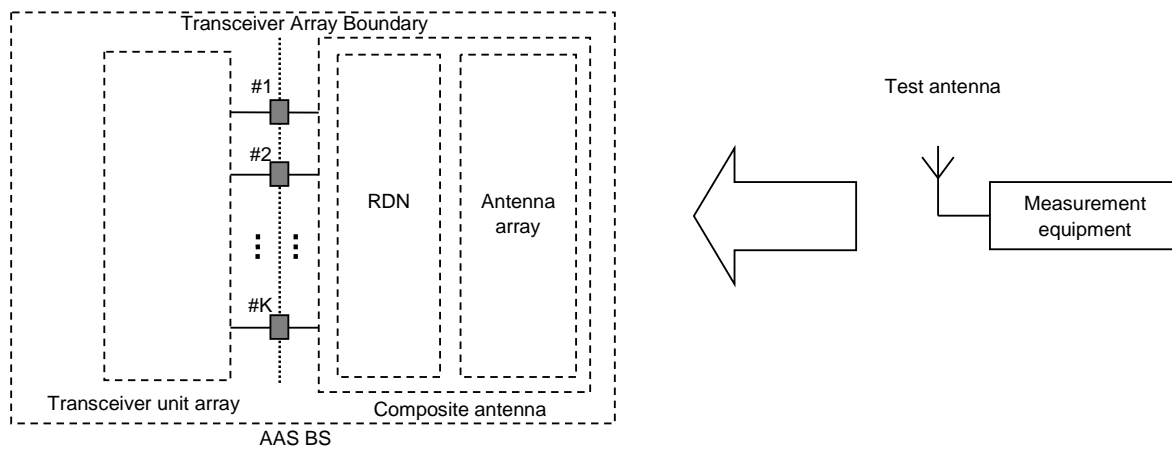 Transceiver Array Boundary
#1
#2
#K
RDN
Antenna
array
Transceiver unit array
Composite antenna
AAS BS
Test antenna
Measurement
equipment